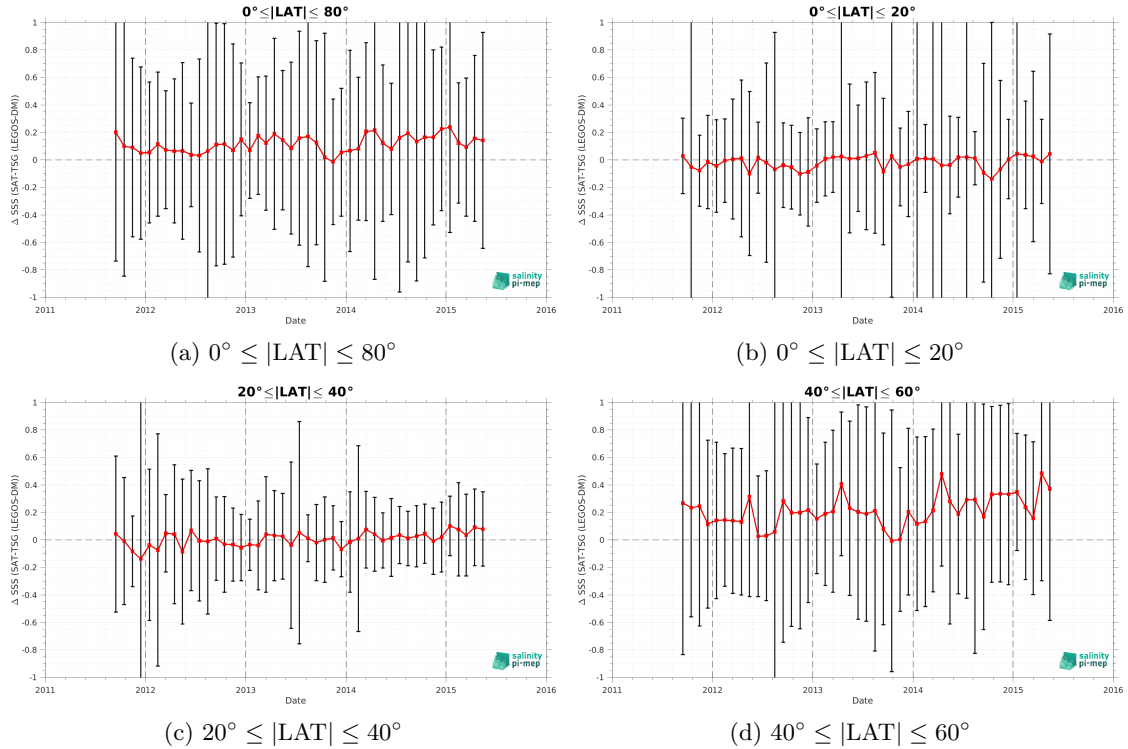 0°≤|LAT|≤ 80°
1
0.8
0.6
0.4
0.2
0
-0.2
-0.4
-0.6
-0.8
-1
Δ SSS (SAT-TSG (LEGOS-DM))
2011 2012 2013 2014 2015 2016
Date
salinity
pi-mep
(a) 0° ≤ |LAT| ≤ 80°
0°≤|LAT|≤ 20°
1
0.8
0.6
0.4
0.2
0
-0.2
-0.4
-0.6
-0.8
-1
Δ SSS (SAT-TSG (LEGOS-DM))
2011 2012 2013 2014 2015 2016
Date
salinity
pi-mep
(b) 0° ≤ |LAT| ≤ 20°
20°≤|LAT|≤ 40°
1
0.8
0.6
0.4
0.2
0
-0.2
-0.4
-0.6
-0.8
-1
Δ SSS (SAT-TSG (LEGOS-DM))
2011 2012 2013 2014 2015 2016
Date
salinity
pi-mep
(c) 20° ≤ |LAT| ≤ 40°
40°≤|LAT|≤ 60°
1
0.8
0.6
0.4
0.2
0
-0.2
-0.4
-0.6
-0.8
-1
Δ SSS (SAT-TSG (LEGOS-DM))
2011 2012 2013 2014 2015 2016
Date
salinity
pi-mep
(d) 40° ≤ |LAT| ≤ 60°